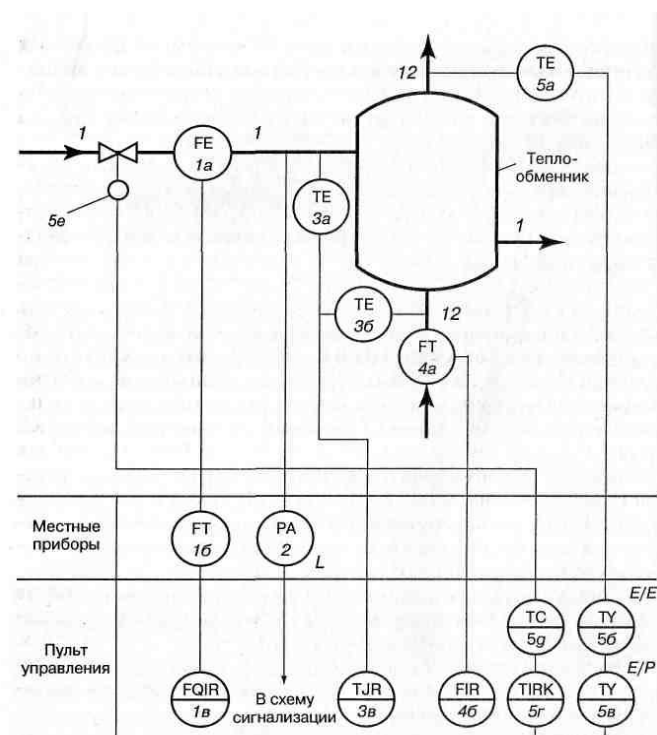 12
TE
5а
1
FE
1а
1
5е
TE
3а
Тепло-
обменник
1
TE
3б
12
FT
4а
Местные
приборы
FT
1б
PA
2
L
E/E
TC
5g
TY
5б
Пульт
управления
E/P
FQIR
1в
В схему
сигнализации
TJR
3в
FIR
4б
TIRK
5г
TY
5в